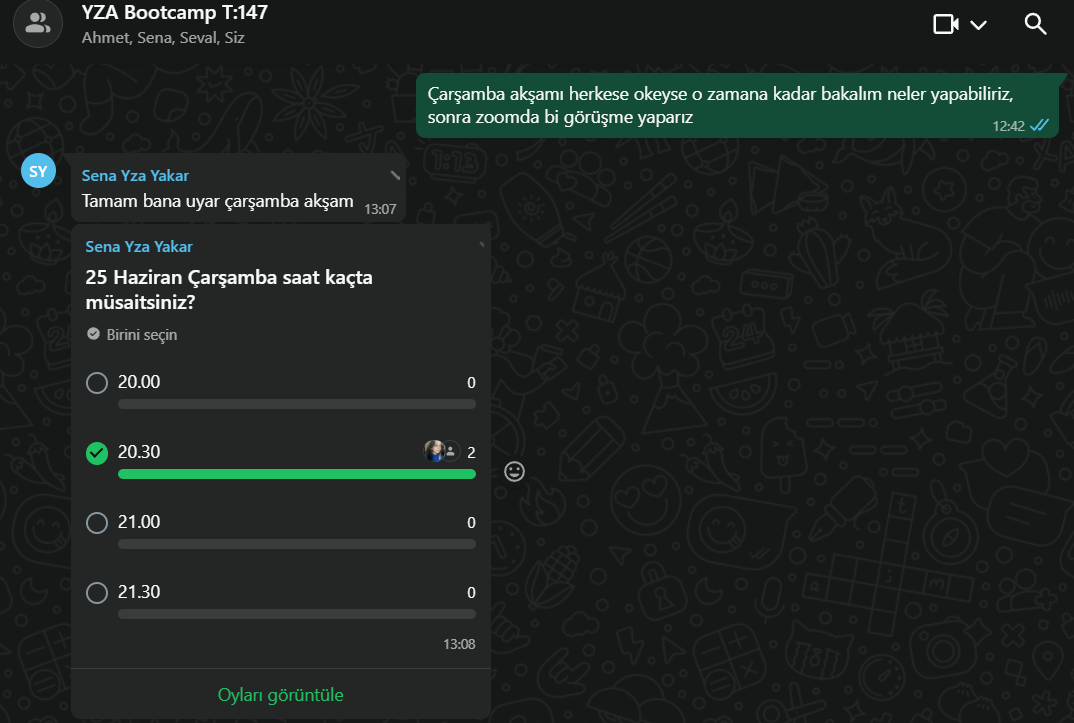 YZA Bootcamp T:147
Ahmet, Sena, Seval, Siz
Çarşamba akşamı herkese okeyse o zamana kadar bakalım neler yapabiliriz,
sonra zoomda bi görüşme yaparız
12:42
SY
Sena Yza Yakar
Tamam bana uyar çarşamba akşam
13:07
Sena Yza Yakar
25 Haziran Çarşamba saat kaçta
müsaitsiniz?
Birini seçin
20.00
0
20.30
2
21.00
0
21.30
0
13:08
Oyları görüntüle